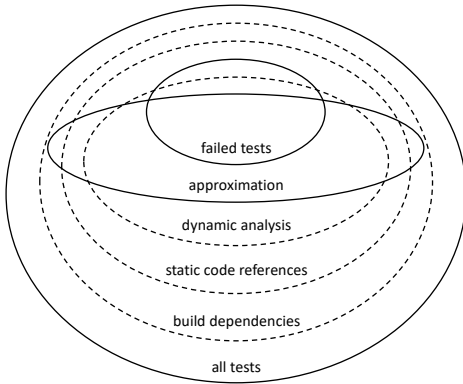 failed tests
approximation
dynamic analysis
static code references
build dependencies
all tests